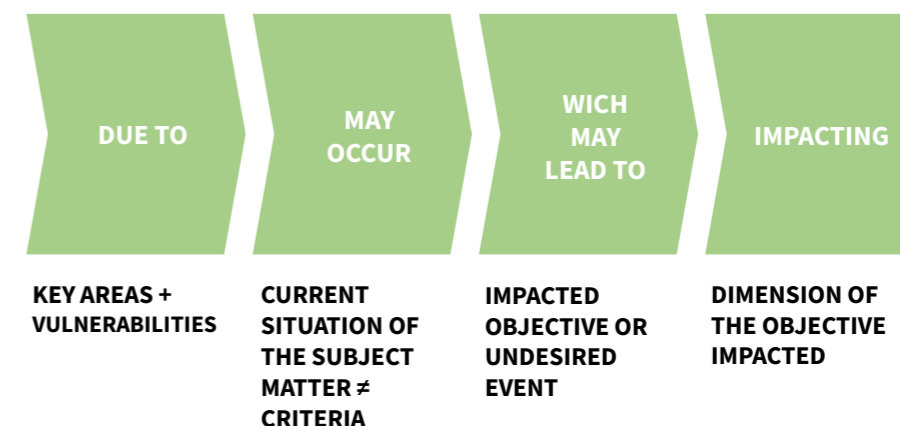 DUE TO
MAY
OCCUR
WICH
MAY
LEAD TO
IMPACTING
KEY AREAS +
VULNERABILITIES
CURRENT
SITUATION OF
THE SUBJECT
MATTER ≠
CRITERIA
IMPACTED
OBJECTIVE OR
UNDESIRED
EVENT
DIMENSION OF
THE OBJECTIVE
IMPACTED